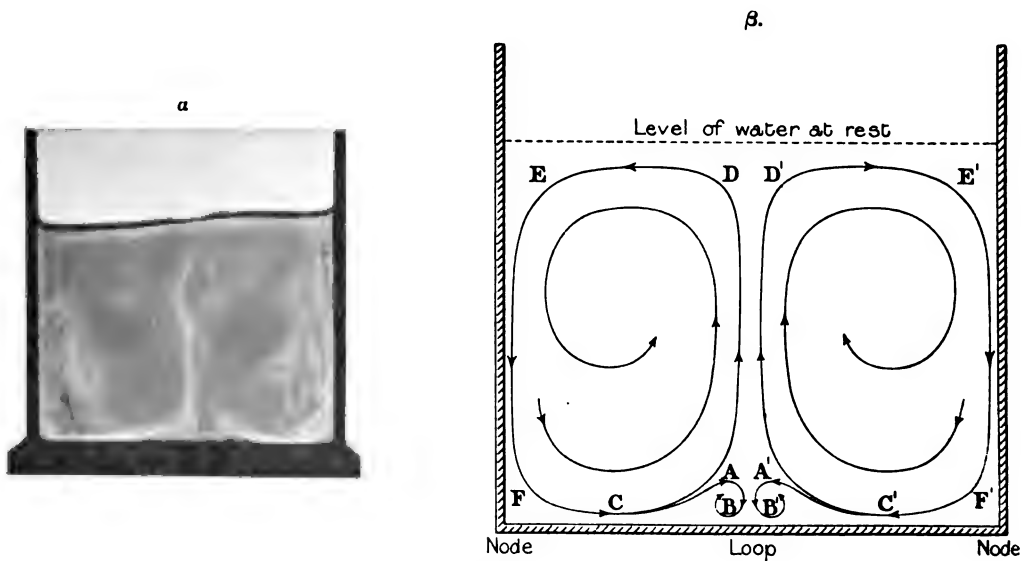 α
β.
Level of water at rest
E D D' E'
F C A A' C' F'
B B'
Node Loop Node